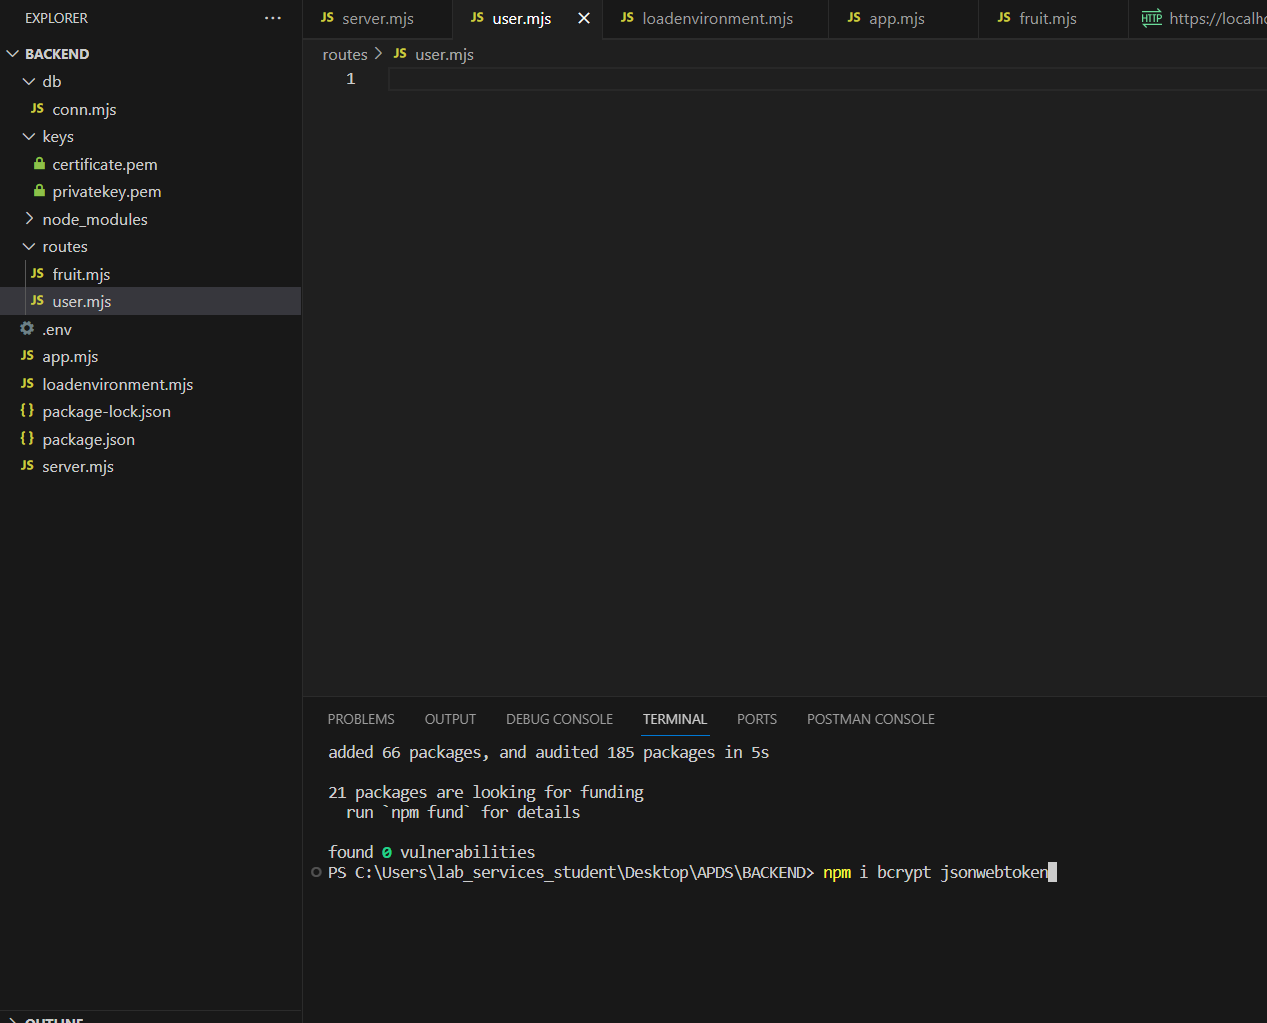 EXPLORER ...
BACKEND
db
JS conn.mjs
keys
certificate.pem
privatekey.pem
node_modules
routes
JS fruit.mjs
JS user.mjs
.env
JS app.mjs
JS loadenvironment.mjs
{} package-lock.json
{} package.json
JS server.mjs
OUTLINE
JS server.mjs JS user.mjs JS loadenvironment.mjs JS app.mjs JS fruit.mjs HTTP https://localh
routes > JS user.mjs
1
PROBLEMS OUTPUT DEBUG CONSOLE TERMINAL PORTS POSTMAN CONSOLE
added 66 packages, and audited 185 packages in 5s
21 packages are looking for funding
run `npm fund` for details
found 0 vulnerabilities
PS C:\Users\lab_services_student\Desktop\APDS\BACKEND> npm i bcrypt jsonwebtoken